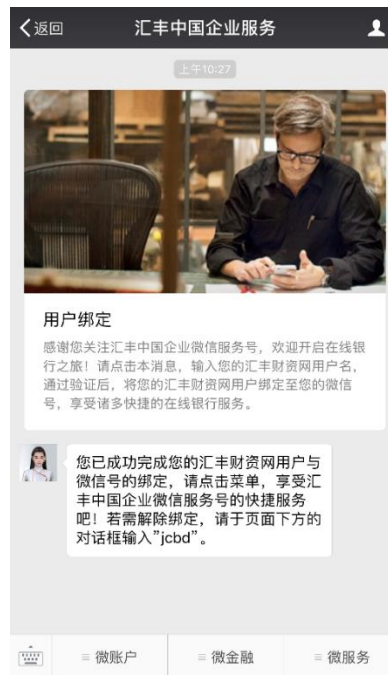 返回
汇丰中国企业服务
上午10:27
用户绑定
感谢您关注汇丰中国企业微信服务号，欢迎开启在线银
行之旅！请点击本消息，输入您的汇丰财资网用户名，
通过验证后，将您的汇丰财资网用户绑定至您的微信
号，享受诸多快捷的在线银行服务。
您已成功完成您的汇丰财资网用户与
微信号的绑定，请点击菜单，享受汇
丰中国企业微信服务号的快捷服务
吧！若需解除绑定，请于页面下方的
对话框输入”jcbd”。
微账户
微金融
微服务